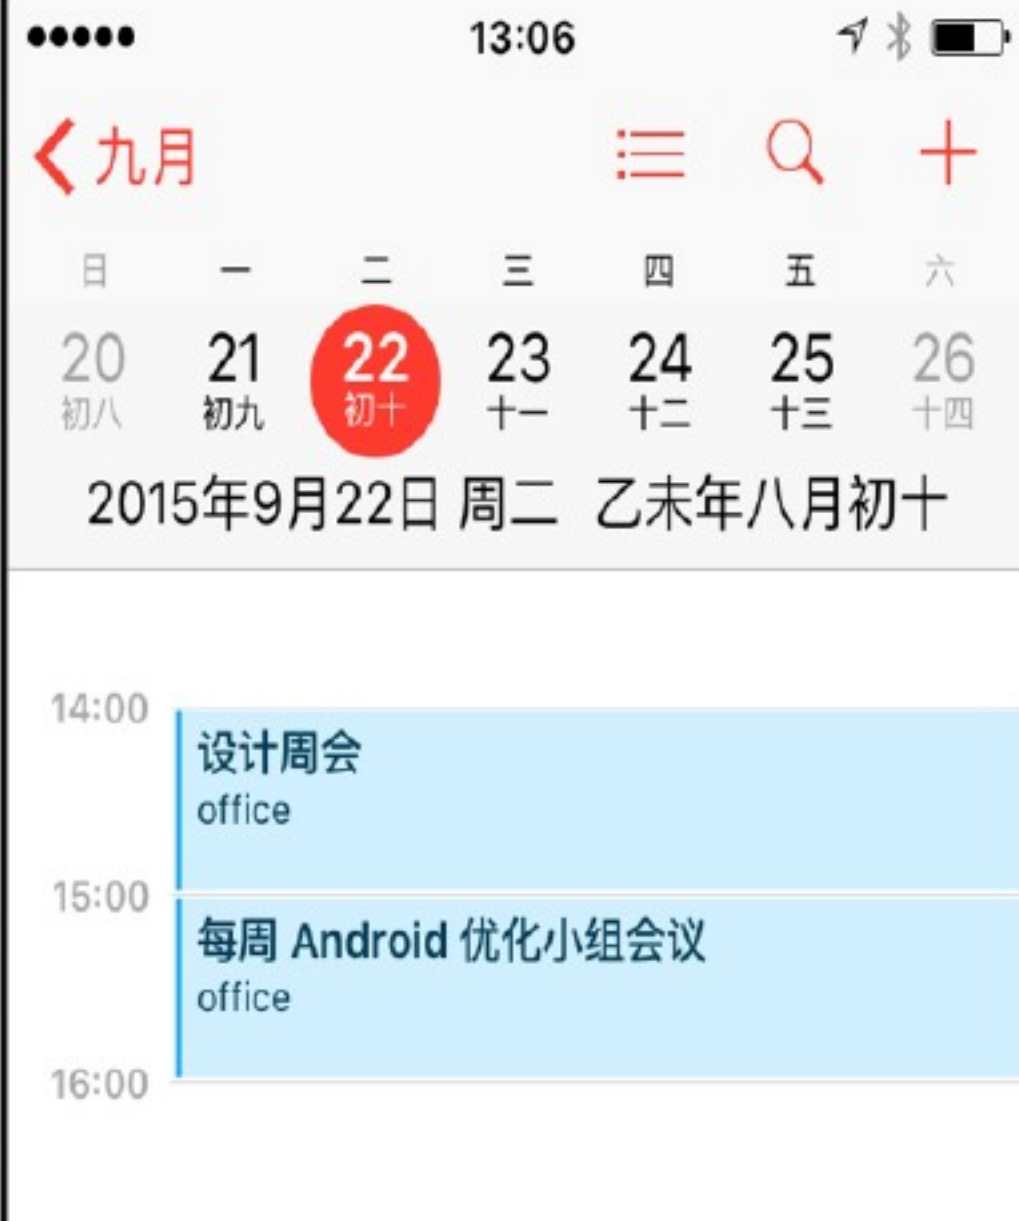 13:06
九月
日 一 二 三 四 五 六
20 21 22 23 24 25 26
初八 初九 初十 十一 十二 十三 十四
2015年9月22日 周二 乙未年八月初十
14:00
设计周会
office
15:00
每周 Android 优化小组会议
office
16:00